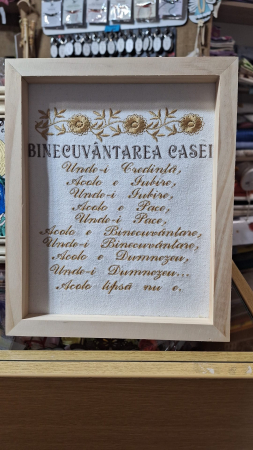 BINECUVÂNTAREA CASEI
Unde-i Credință,
Acolo e Iubire,
Unde-i Iubire,
Acolo e Pace,
Unde-i Pace,
Acolo e Binecuvântare,
Unde-i Binecuvântare,
Acolo e Dumnezeu,
Unde-i Dumnezeu...
Acolo lipsă nu e.